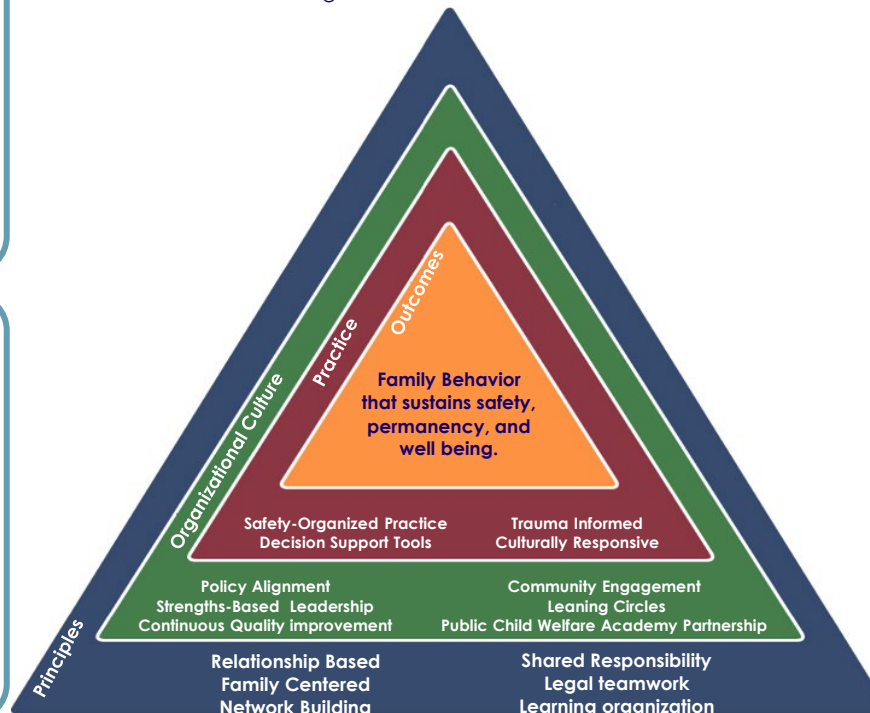 Outcomes
Family Behavior
that sustains safety,
permanency, and
well being.
Practice
Safety-Organized Practice
Decision Support Tools
Trauma Informed
Culturally Responsive
Organizational Culture
Policy Alignment
Strengths-Based Leadership
Continuous Quality improvement
Community Engagement
Leaning Circles
Public Child Welfare Academy Partnership
Principles
Relationship Based
Family Centered
Network Building
Shared Responsibility
Legal teamwork
Learning organization